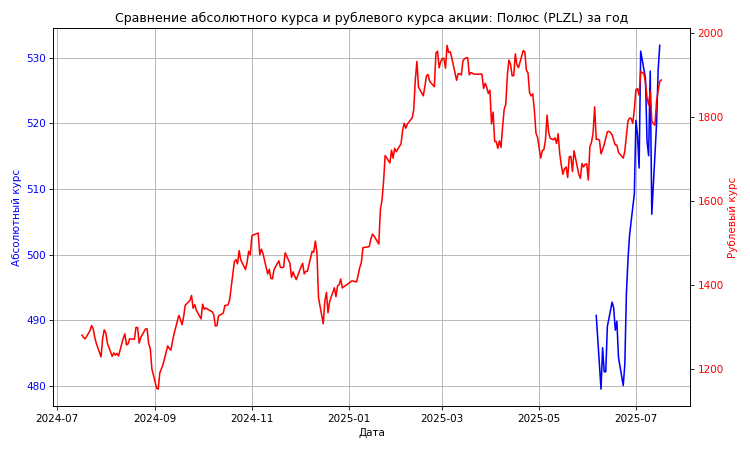 Сравнение абсолютного курса и рублевого курса акции: Полюс (PLZL) за год
Абсолютный курс
530
520
510
500
490
480
2000
1800
1600
1400
1200
Рублевый курс
2024-07 2024-09 2024-11 2025-01 2025-03 2025-05 2025-07
Дата